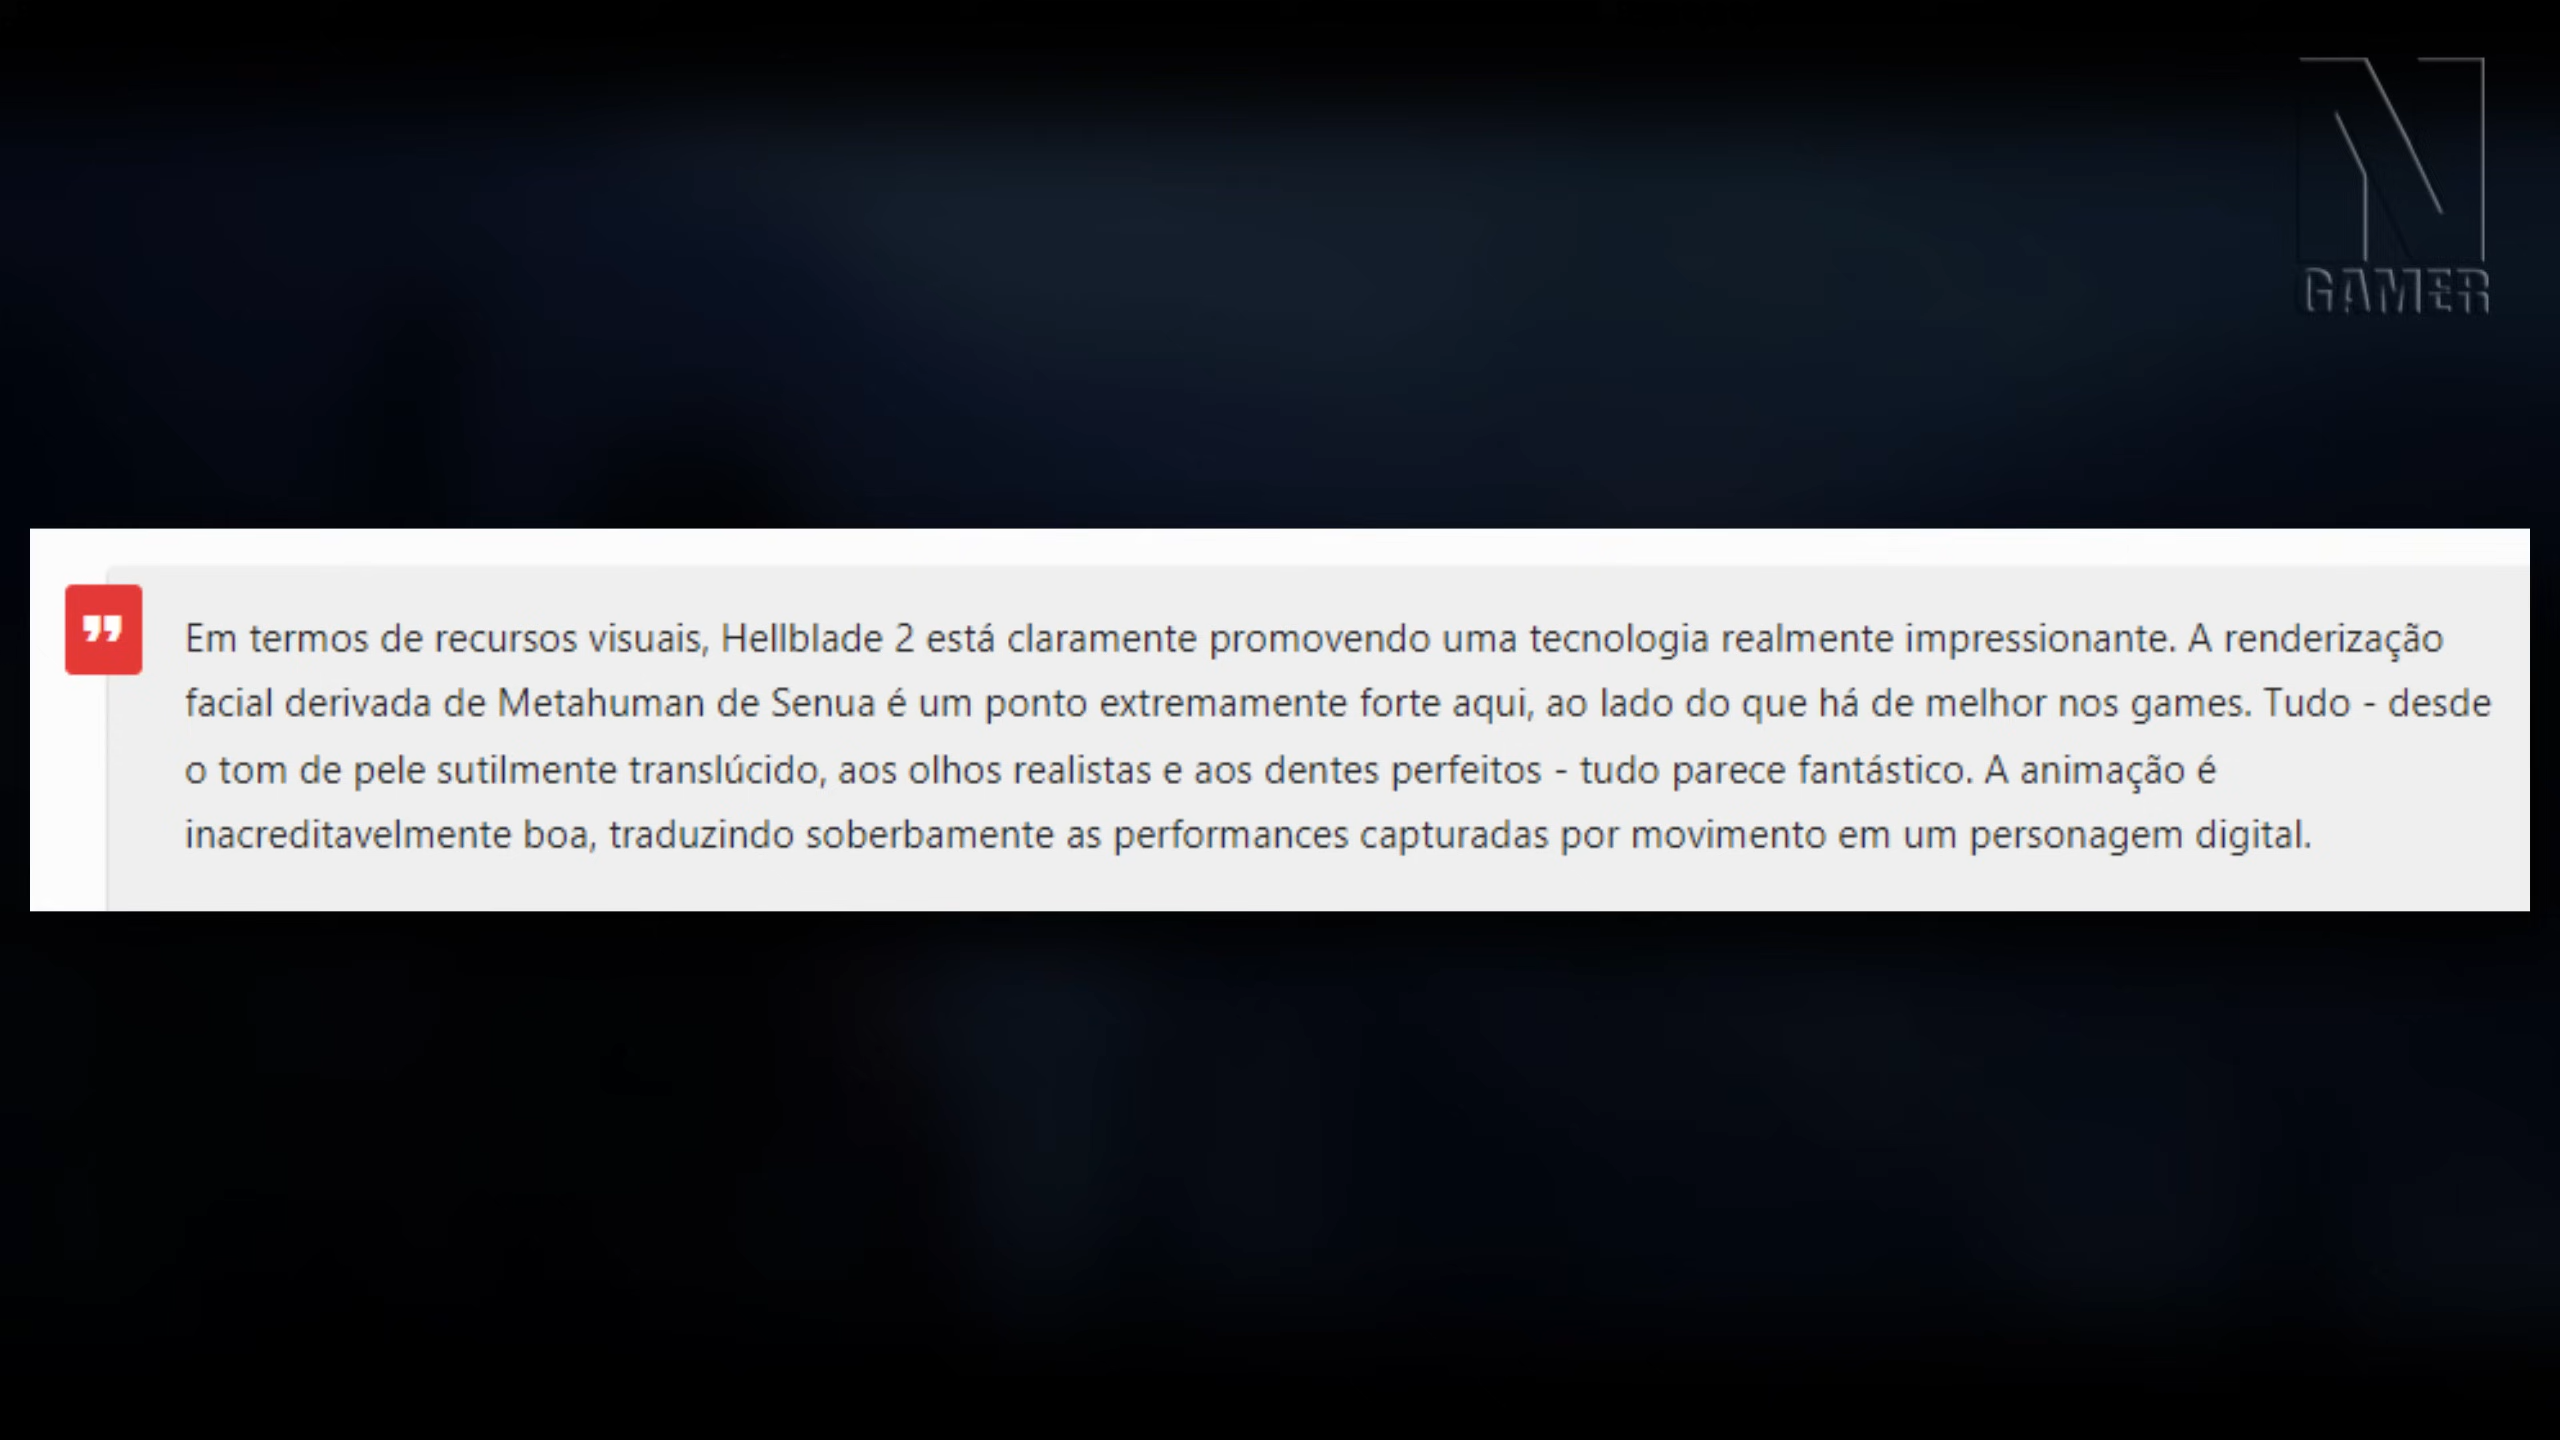 GAMER
Em termos de recursos visuais, Hellblade 2 está claramente promovendo uma tecnologia realmente impressionante. A renderização
facial derivada de Metahuman de Senua é um ponto extremamente forte aqui, ao lado do que há de melhor nos games. Tudo - desde
o tom de pele sutilmente translúcido, aos olhos realistas e aos dentes perfeitos - tudo parece fantástico. A animação é
inacreditavelmente boa, traduzindo soberbamente as performances capturadas por movimento em um personagem digital.